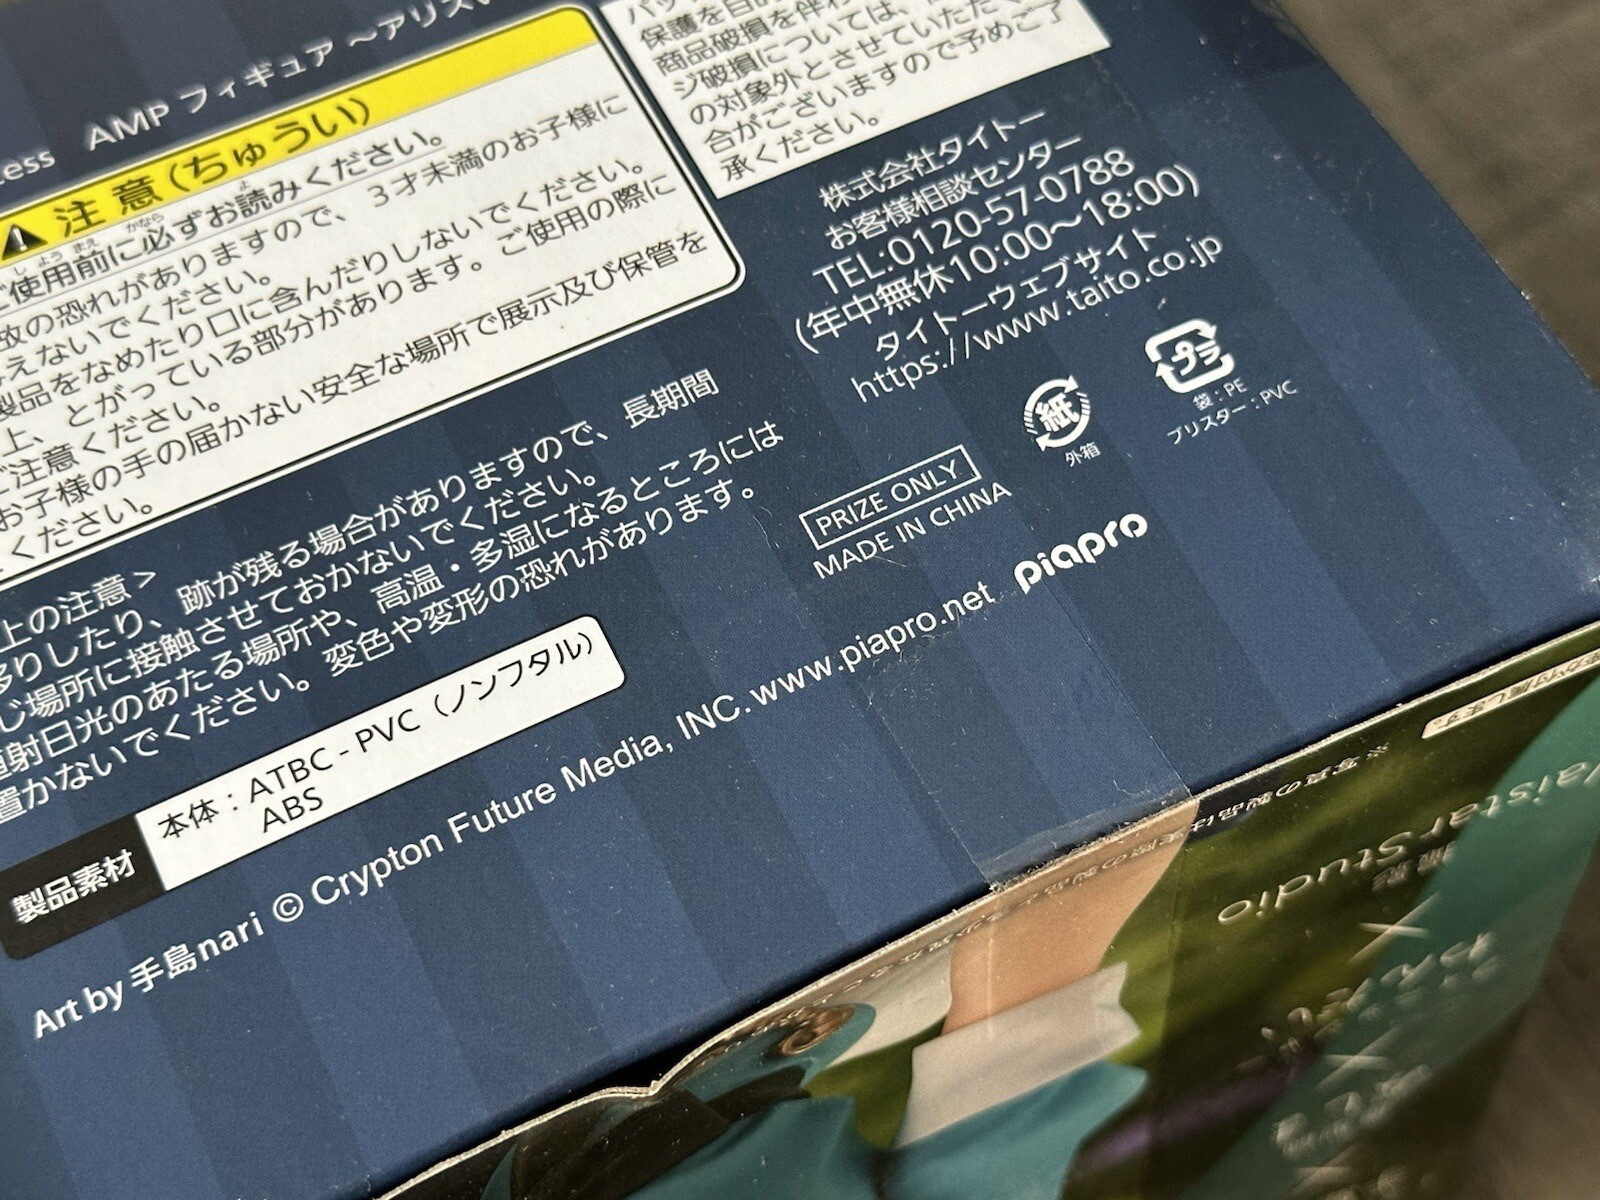 AMP フィギュア ～アリス
注意(ちゅうい)
ご使用前に必ずお読みください。
の恐れがありますので、3才未満のお子様に
えないでください。
製品をなめたり口に含んだりしないでください。
上、とがっている部分があります。ご使用の際に
ご注意ください。
お子様の手の届かない安全な場所で展示及び保管を
ください。
保護を目的
商品破損を伴わ
ジ破損については、
の対象外とさせていただく
合がございますので予めご了
承ください。
株式会社タイトー
お客様相談センター
TEL:0120-57-0788
(年中無休10:00～18:00)
タイトーウェブサイト
https://www.taito.co.jp
プラ
袋：PE
ブリスター：PVC
紙
外箱
PRIZE ONLY
MADE IN CHINA
上の注意＞
移りしたり、跡が残る場合がありますので、長期間
じ場所に接触させておかないでください。
直射日光のあたる場所や、高温・多湿になるところには
置かないでください。変色や変形の恐れがあります。
製品素材
本体：ATBC-PVC（ノンフタル）
ABS
Art by 手島nari © Crypton Future Media, INC. www.piapro.net piapro
が付属します。
StarStudio